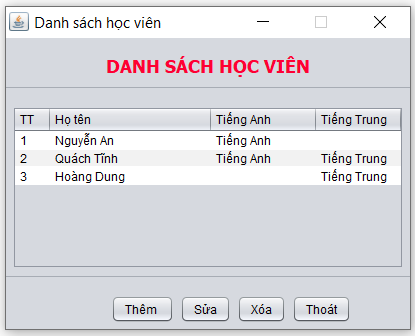 Danh sách học viên
DANH SÁCH HỌC VIÊN
TT Họ tên Tiếng Anh Tiếng Trung
1 Nguyễn An Tiếng Anh
2 Quách Tĩnh Tiếng Anh Tiếng Trung
3 Hoàng Dung Tiếng Trung
Thêm Sửa Xóa Thoát